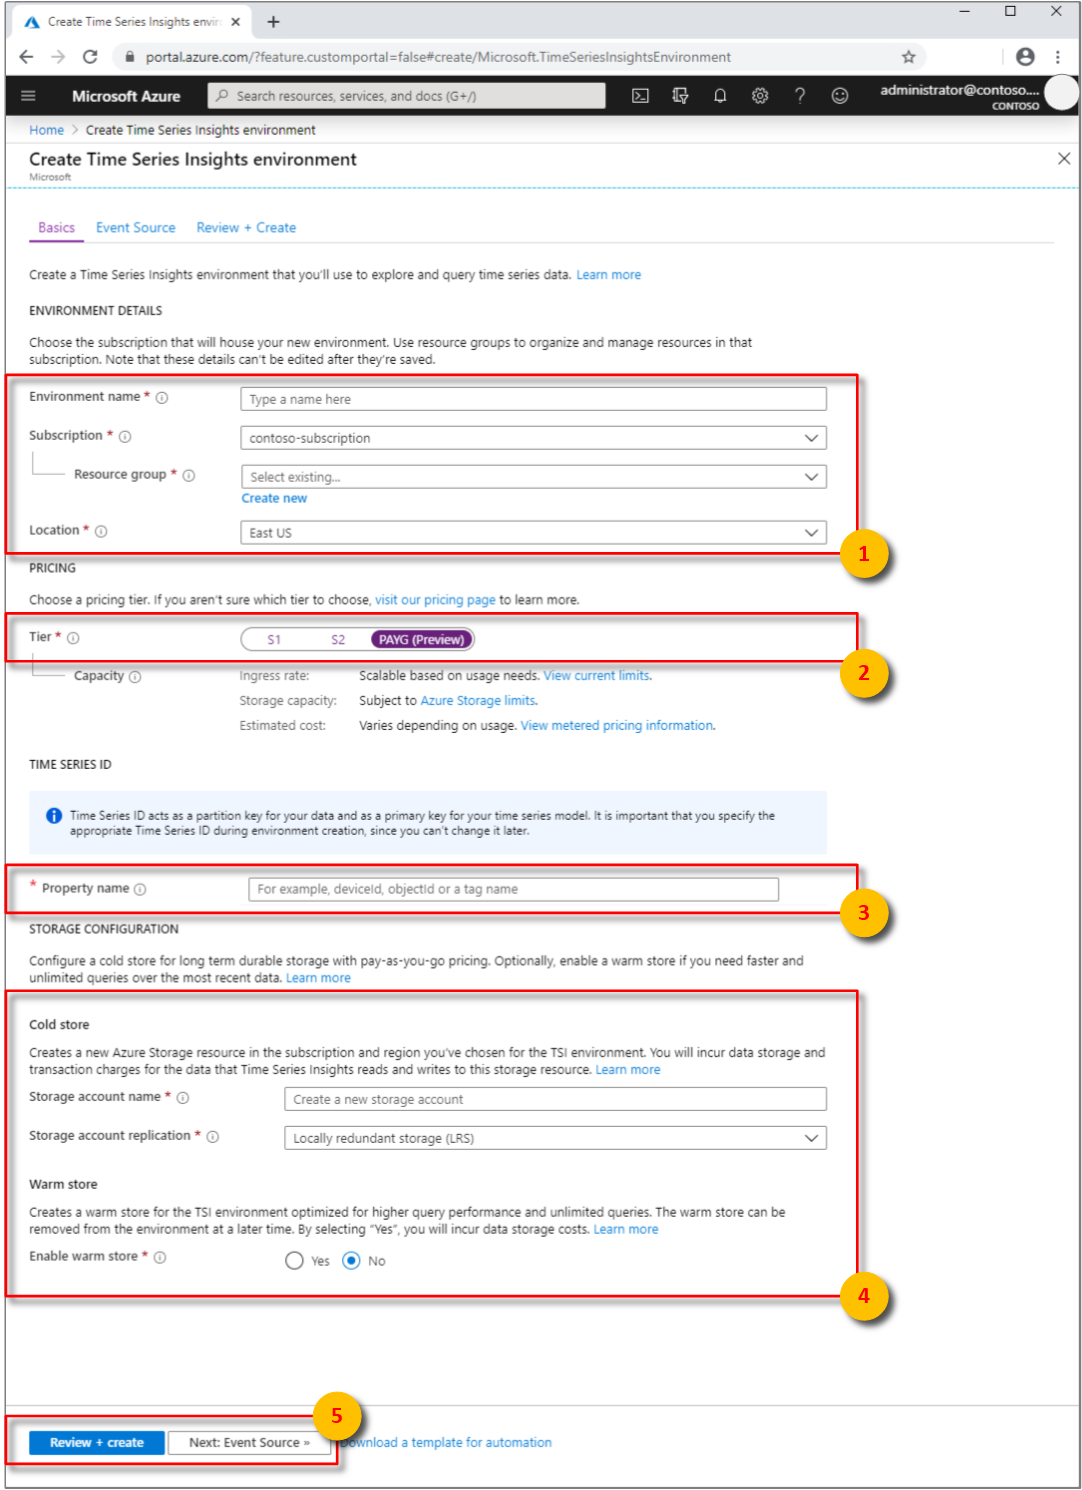 Create Time Series Insights envir
portal.azure.com/?feature.customportal=false#create/Microsoft.TimeSeriesInsightsEnvironment
Microsoft Azure
Search resources, services, and docs (G+/)
administrator@contoso....
CONTOSO
Home > Create Time Series Insights environment
Create Time Series Insights environment
Microsoft
Basics Event Source Review + Create
Create a Time Series Insights environment that you'll use to explore and query time series data. Learn more
ENVIRONMENT DETAILS
Choose the subscription that will house your new environment. Use resource groups to organize and manage resources in that
subscription. Note that these details can't be edited after they're saved.
Environment name * Type a name here
Subscription * contoso-subscription
Resource group * Select existing...
Create new
Location * East US
1
PRICING
Choose a pricing tier. If you aren't sure which tier to choose, visit our pricing page to learn more.
Tier * S1 S2 PAYG (Preview)
2
Capacity Ingress rate: Scalable based on usage needs. View current limits.
Storage capacity: Subject to Azure Storage limits.
Estimated cost: Varies depending on usage. View metered pricing information.
TIME SERIES ID
Time Series ID acts as a partition key for your data and as a primary key for your time series model. It is important that you specify the
appropriate Time Series ID during environment creation, since you can't change it later.
* Property name For example, deviceId, objectId or a tag name
3
STORAGE CONFIGURATION
Configure a cold store for long term durable storage with pay-as-you-go pricing. Optionally, enable a warm store if you need faster and
unlimited queries over the most recent data. Learn more
Cold store
Creates a new Azure Storage resource in the subscription and region you've chosen for the TSI environment. You will incur data storage and
transaction charges for the data that Time Series Insights reads and writes to this storage resource. Learn more
Storage account name * Create a new storage account
Storage account replication * Locally redundant storage (LRS)
Warm store
Creates a warm store for the TSI environment optimized for higher query performance and unlimited queries. The warm store can be
removed from the environment at a later time. By selecting "Yes", you will incur data storage costs. Learn more
Enable warm store * Yes No
4
5
Review + create Next: Event Source » Download a template for automation